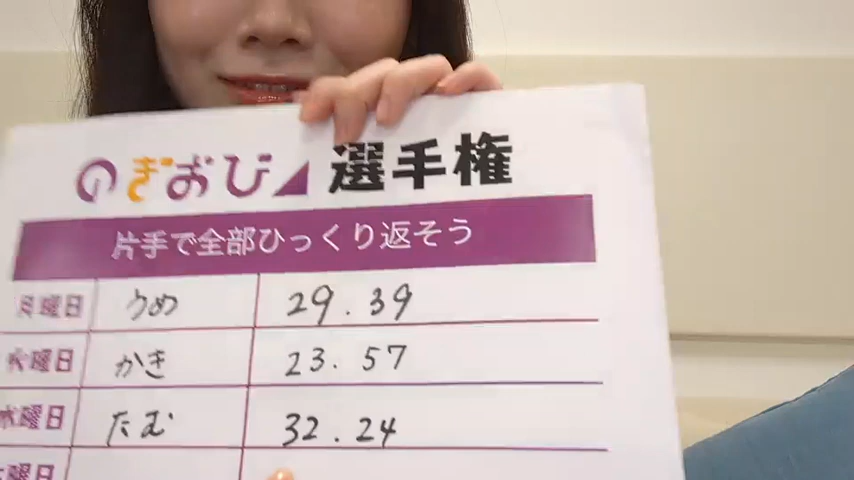 のぎおび 選手権
片手で全部ひっくり返そう
月曜日 うめ 29.39
火曜日 かき 23.57
水曜日 たむ 32.24
曜日